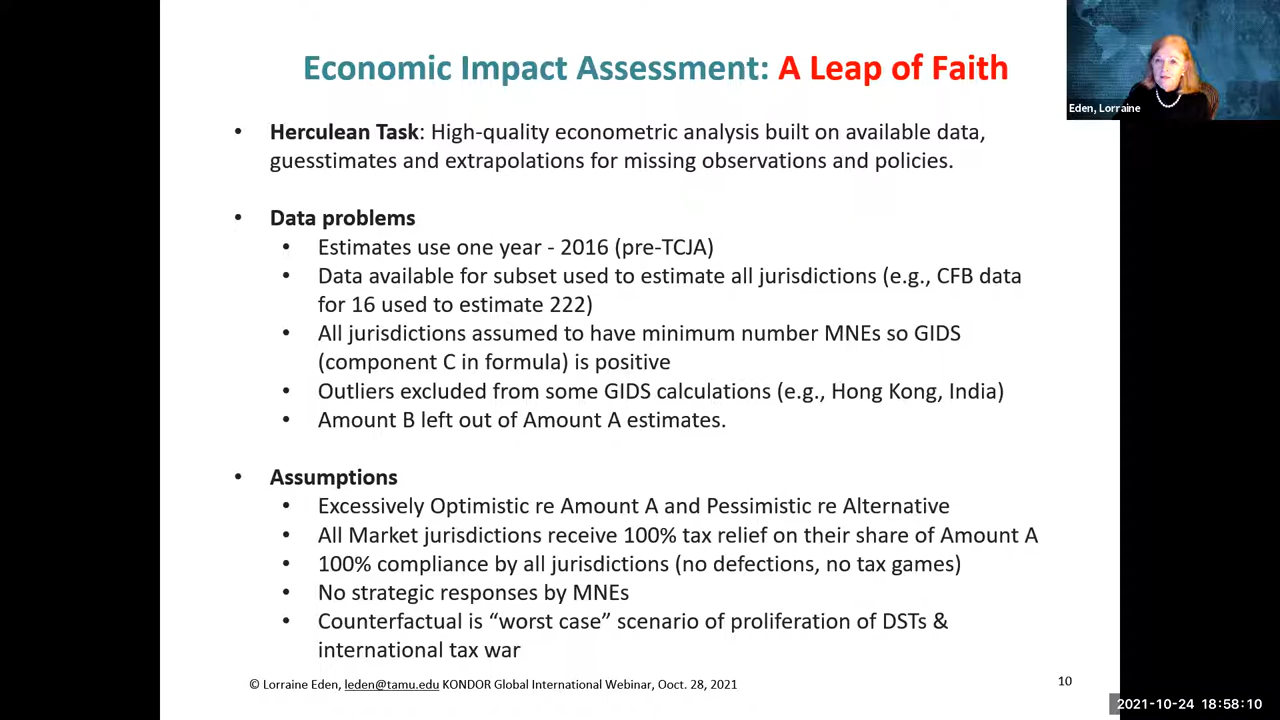 Economic Impact Assessment: A Leap of Faith
Eden, Lorraine
• Herculean Task: High-quality econometric analysis built on available data,
guesstimates and extrapolations for missing observations and policies.
• Data problems
• Estimates use one year - 2016 (pre-TCJA)
• Data available for subset used to estimate all jurisdictions (e.g., CFB data
for 16 used to estimate 222)
• All jurisdictions assumed to have minimum number MNEs so GIDS
(component C in formula) is positive
• Outliers excluded from some GIDS calculations (e.g., Hong Kong, India)
• Amount B left out of Amount A estimates.
• Assumptions
• Excessively Optimistic re Amount A and Pessimistic re Alternative
• All Market jurisdictions receive 100% tax relief on their share of Amount A
• 100% compliance by all jurisdictions (no defections, no tax games)
• No strategic responses by MNEs
• Counterfactual is “worst case” scenario of proliferation of DSTs &
international tax war
© Lorraine Eden, leden@tamu.edu KONDOR Global International Webinar, Ooct. 28, 2021
10
2021-10-24 18:58:10